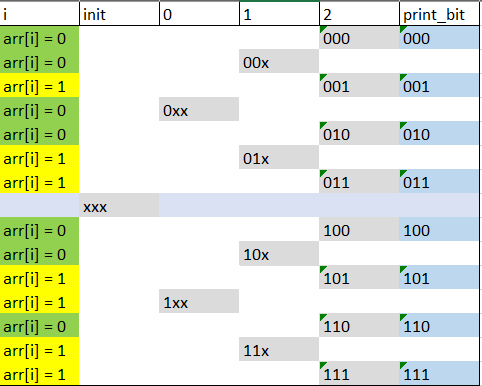 i init 0 1 2 print_bit
arr[i] = 0 000 000
arr[i] = 0 00x
arr[i] = 1 001 001
arr[i] = 0 0xx
arr[i] = 0 010 010
arr[i] = 1 01x
arr[i] = 1 011 011
xxx
arr[i] = 0 100 100
arr[i] = 0 10x
arr[i] = 1 101 101
arr[i] = 1 1xx
arr[i] = 0 110 110
arr[i] = 1 11x
arr[i] = 1 111 111